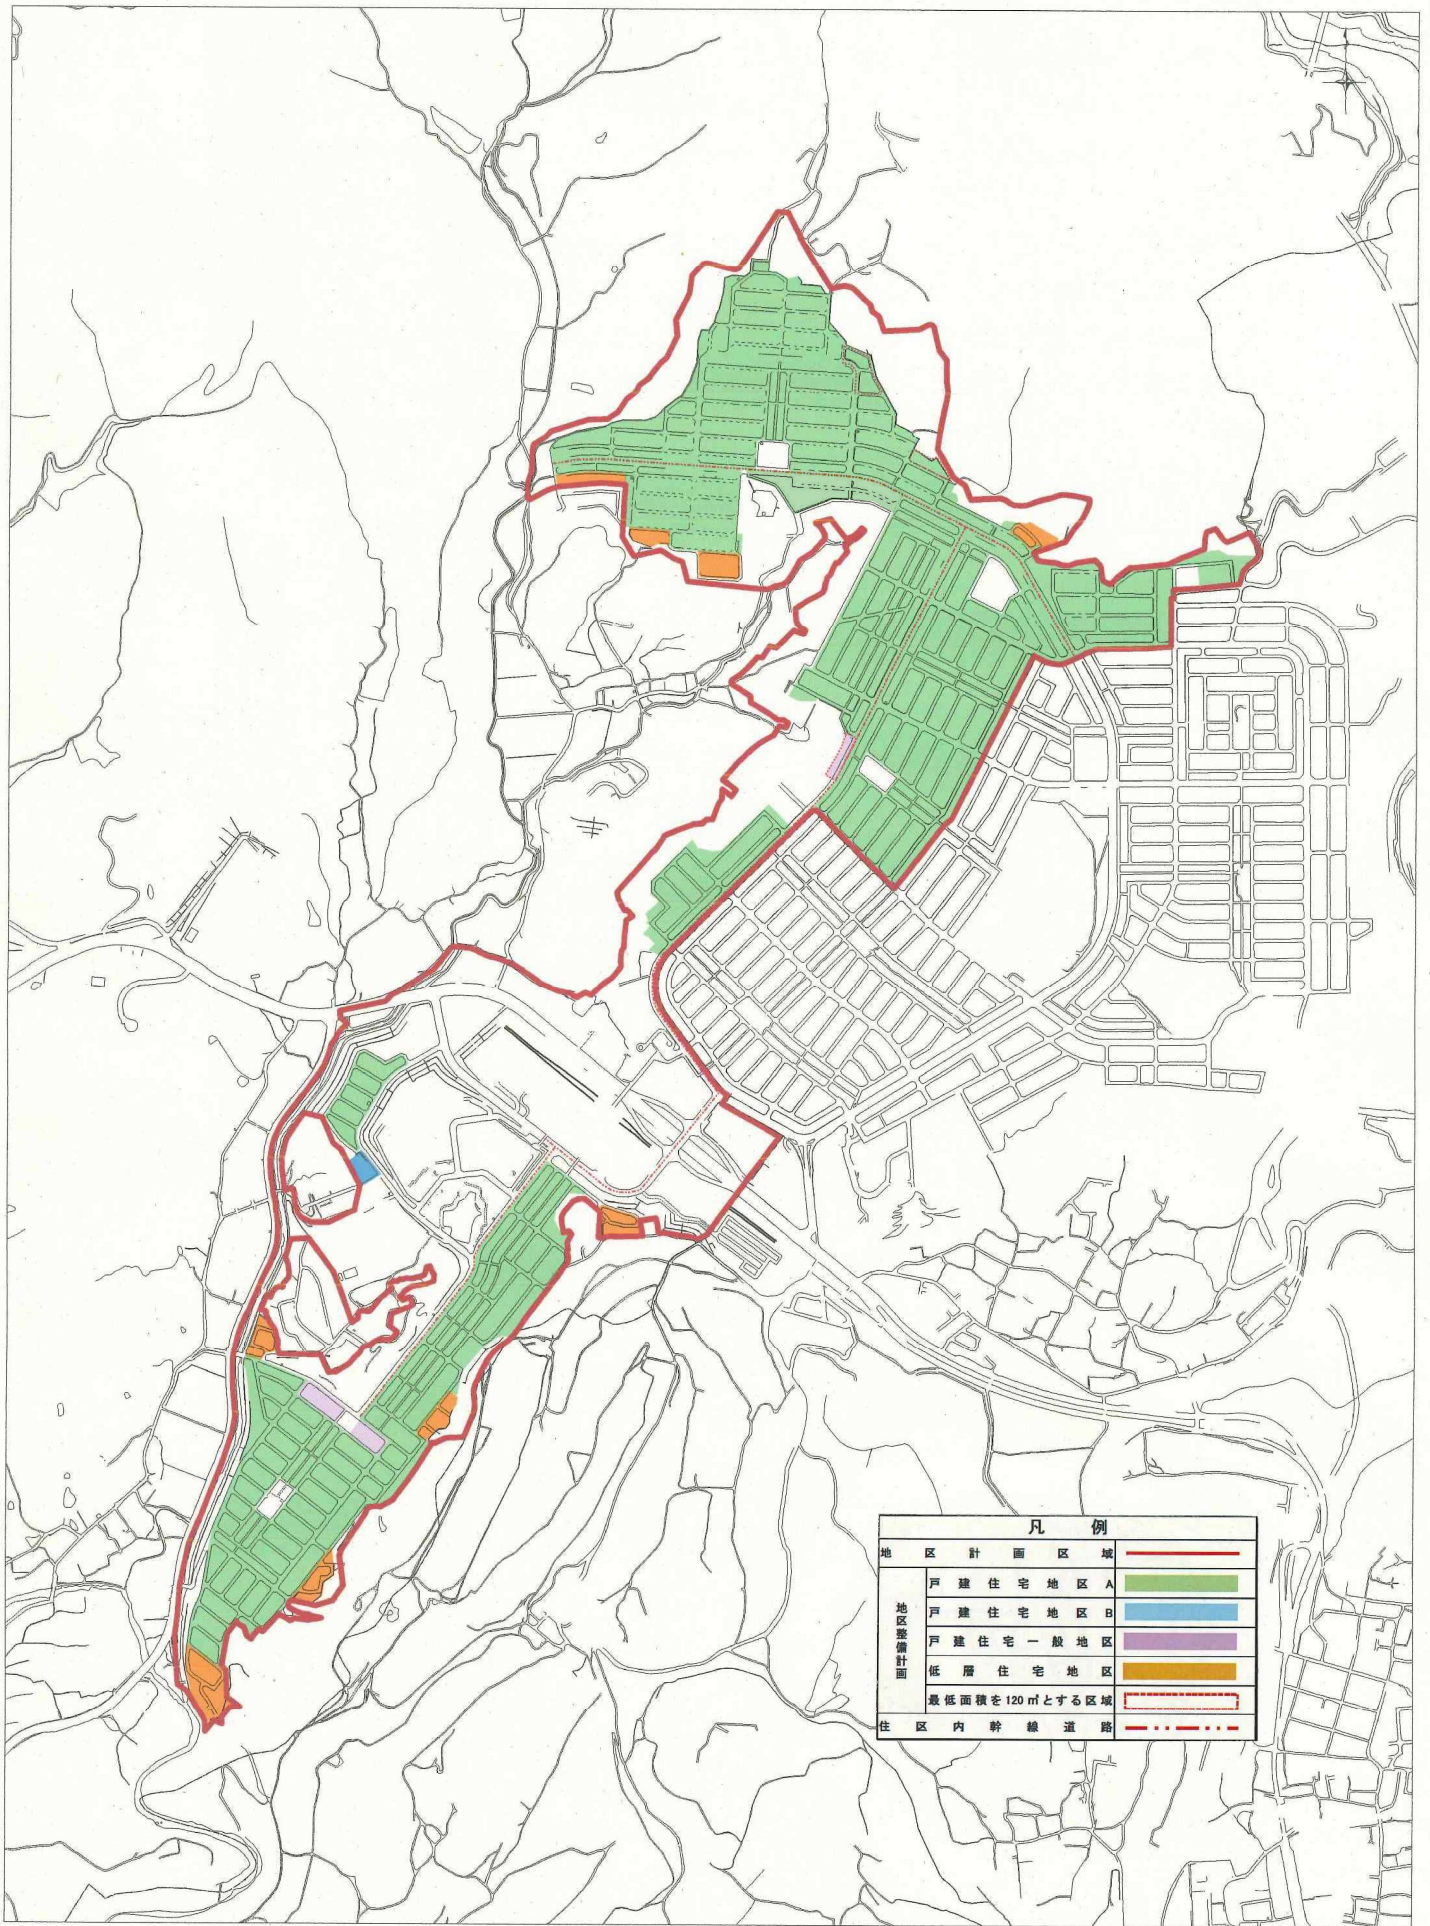 凡例
地区計画区域
地区整備計画
戸建住宅地区A
戸建住宅地区B
戸建住宅一般地区
低層住宅地区
最低面積を120㎡とする区域
住区内幹線道路